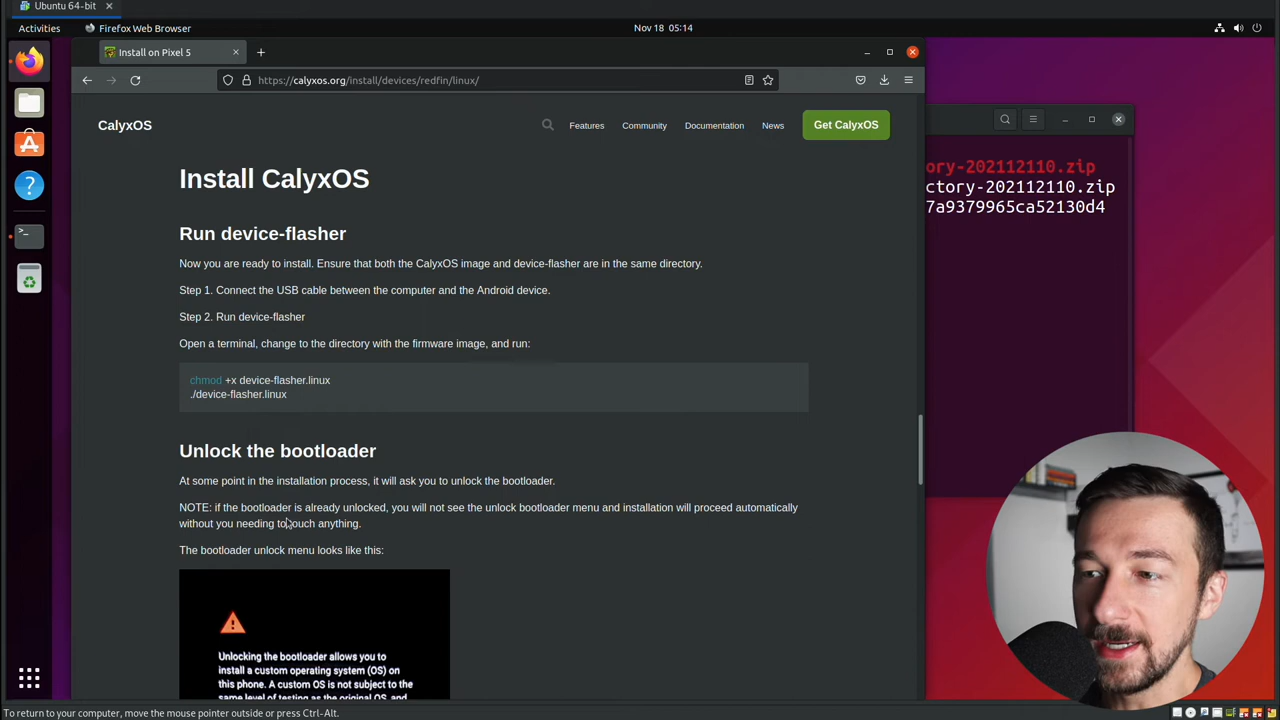 Ubuntu 64-bit
Activities
Firefox Web Browser
Nov 18 05:14
Install on Pixel 5
https://calyxos.org/install/devices/redfin/linux/
CalyxOS
Features
Community
Documentation
News
Get CalyxOS
ory-202112110.zip
ctory-202112110.zip
7a9379965ca52130d4
Install CalyxOS
Run device-flasher
Now you are ready to install. Ensure that both the CalyxOS image and device-flasher are in the same directory.
Step 1. Connect the USB cable between the computer and the Android device.
Step 2. Run device-flasher
Open a terminal, change to the directory with the firmware image, and run:
chmod +x device-flasher.linux
./device-flasher.linux
Unlock the bootloader
At some point in the installation process, it will ask you to unlock the bootloader.
NOTE: if the bootloader is already unlocked, you will not see the unlock bootloader menu and installation will proceed automatically
without you needing to touch anything.
The bootloader unlock menu looks like this:
Unlocking the bootloader allows you to
install a custom operating system (OS) on
this phone. A custom OS is not subject to the
same level of testing as the original OS, and
To return to your computer, move the mouse pointer outside or press Ctrl-Alt.